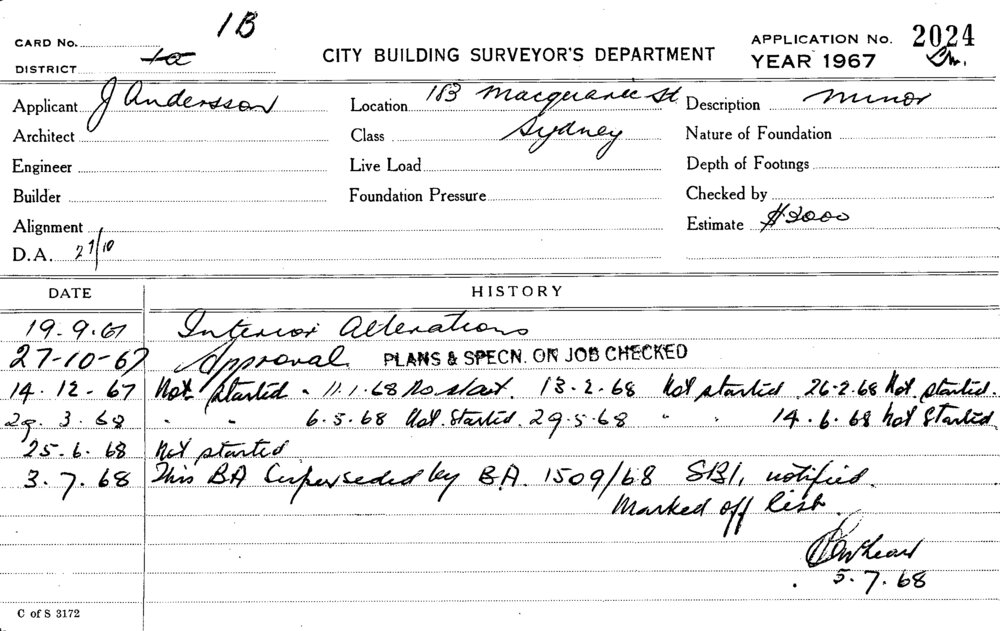 1B
CARD No.
CITY BUILDING SURVEYOR'S DEPARTMENT
APPLICATION No. 2024
DISTRICT
YEAR 1967
Applicant J Andersson
Location 183 Macquarie St
Description minor
Architect
Class Sydney
Nature of Foundation
Engineer
Live Load
Depth of Footings
Builder
Foundation Pressure
Checked by
Alignment
Estimate $2000
D.A. 27/10
DATE HISTORY
19.9.67 Interior Alterations
27-10-67 Approval PLANS & SPECN. ON JOB CHECKED
14.12-67 Not started - 11.1.68 No start. 13-2-68 Not started 26-2-68 Not started.
29.3.68 " " 6-5-68 Not Started. 29-5-68 " " 14.6.68 Not Started
25.6.68 Not started
3.7.68 This BA Superseded by BA. 1509/68 SBI, notified.
Marked off list.
5.7.68
C of S 3172